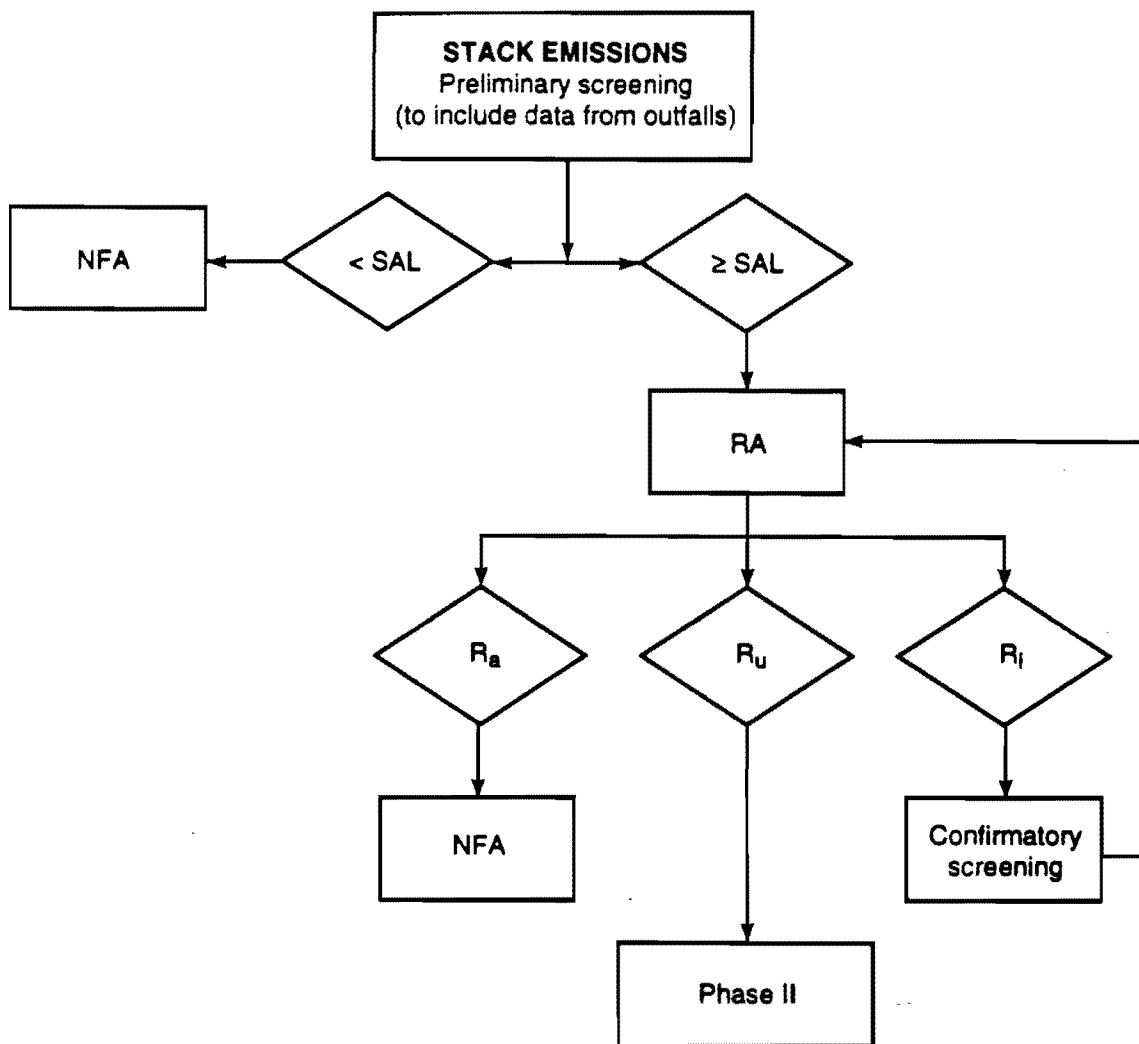 STACK EMISSIONS
Preliminary screening
(to include data from outfalls)
NFA
< SAL
≥ SAL
RA
Ra
Ru
Ri
NFA
Confirmatory
screening
Phase II